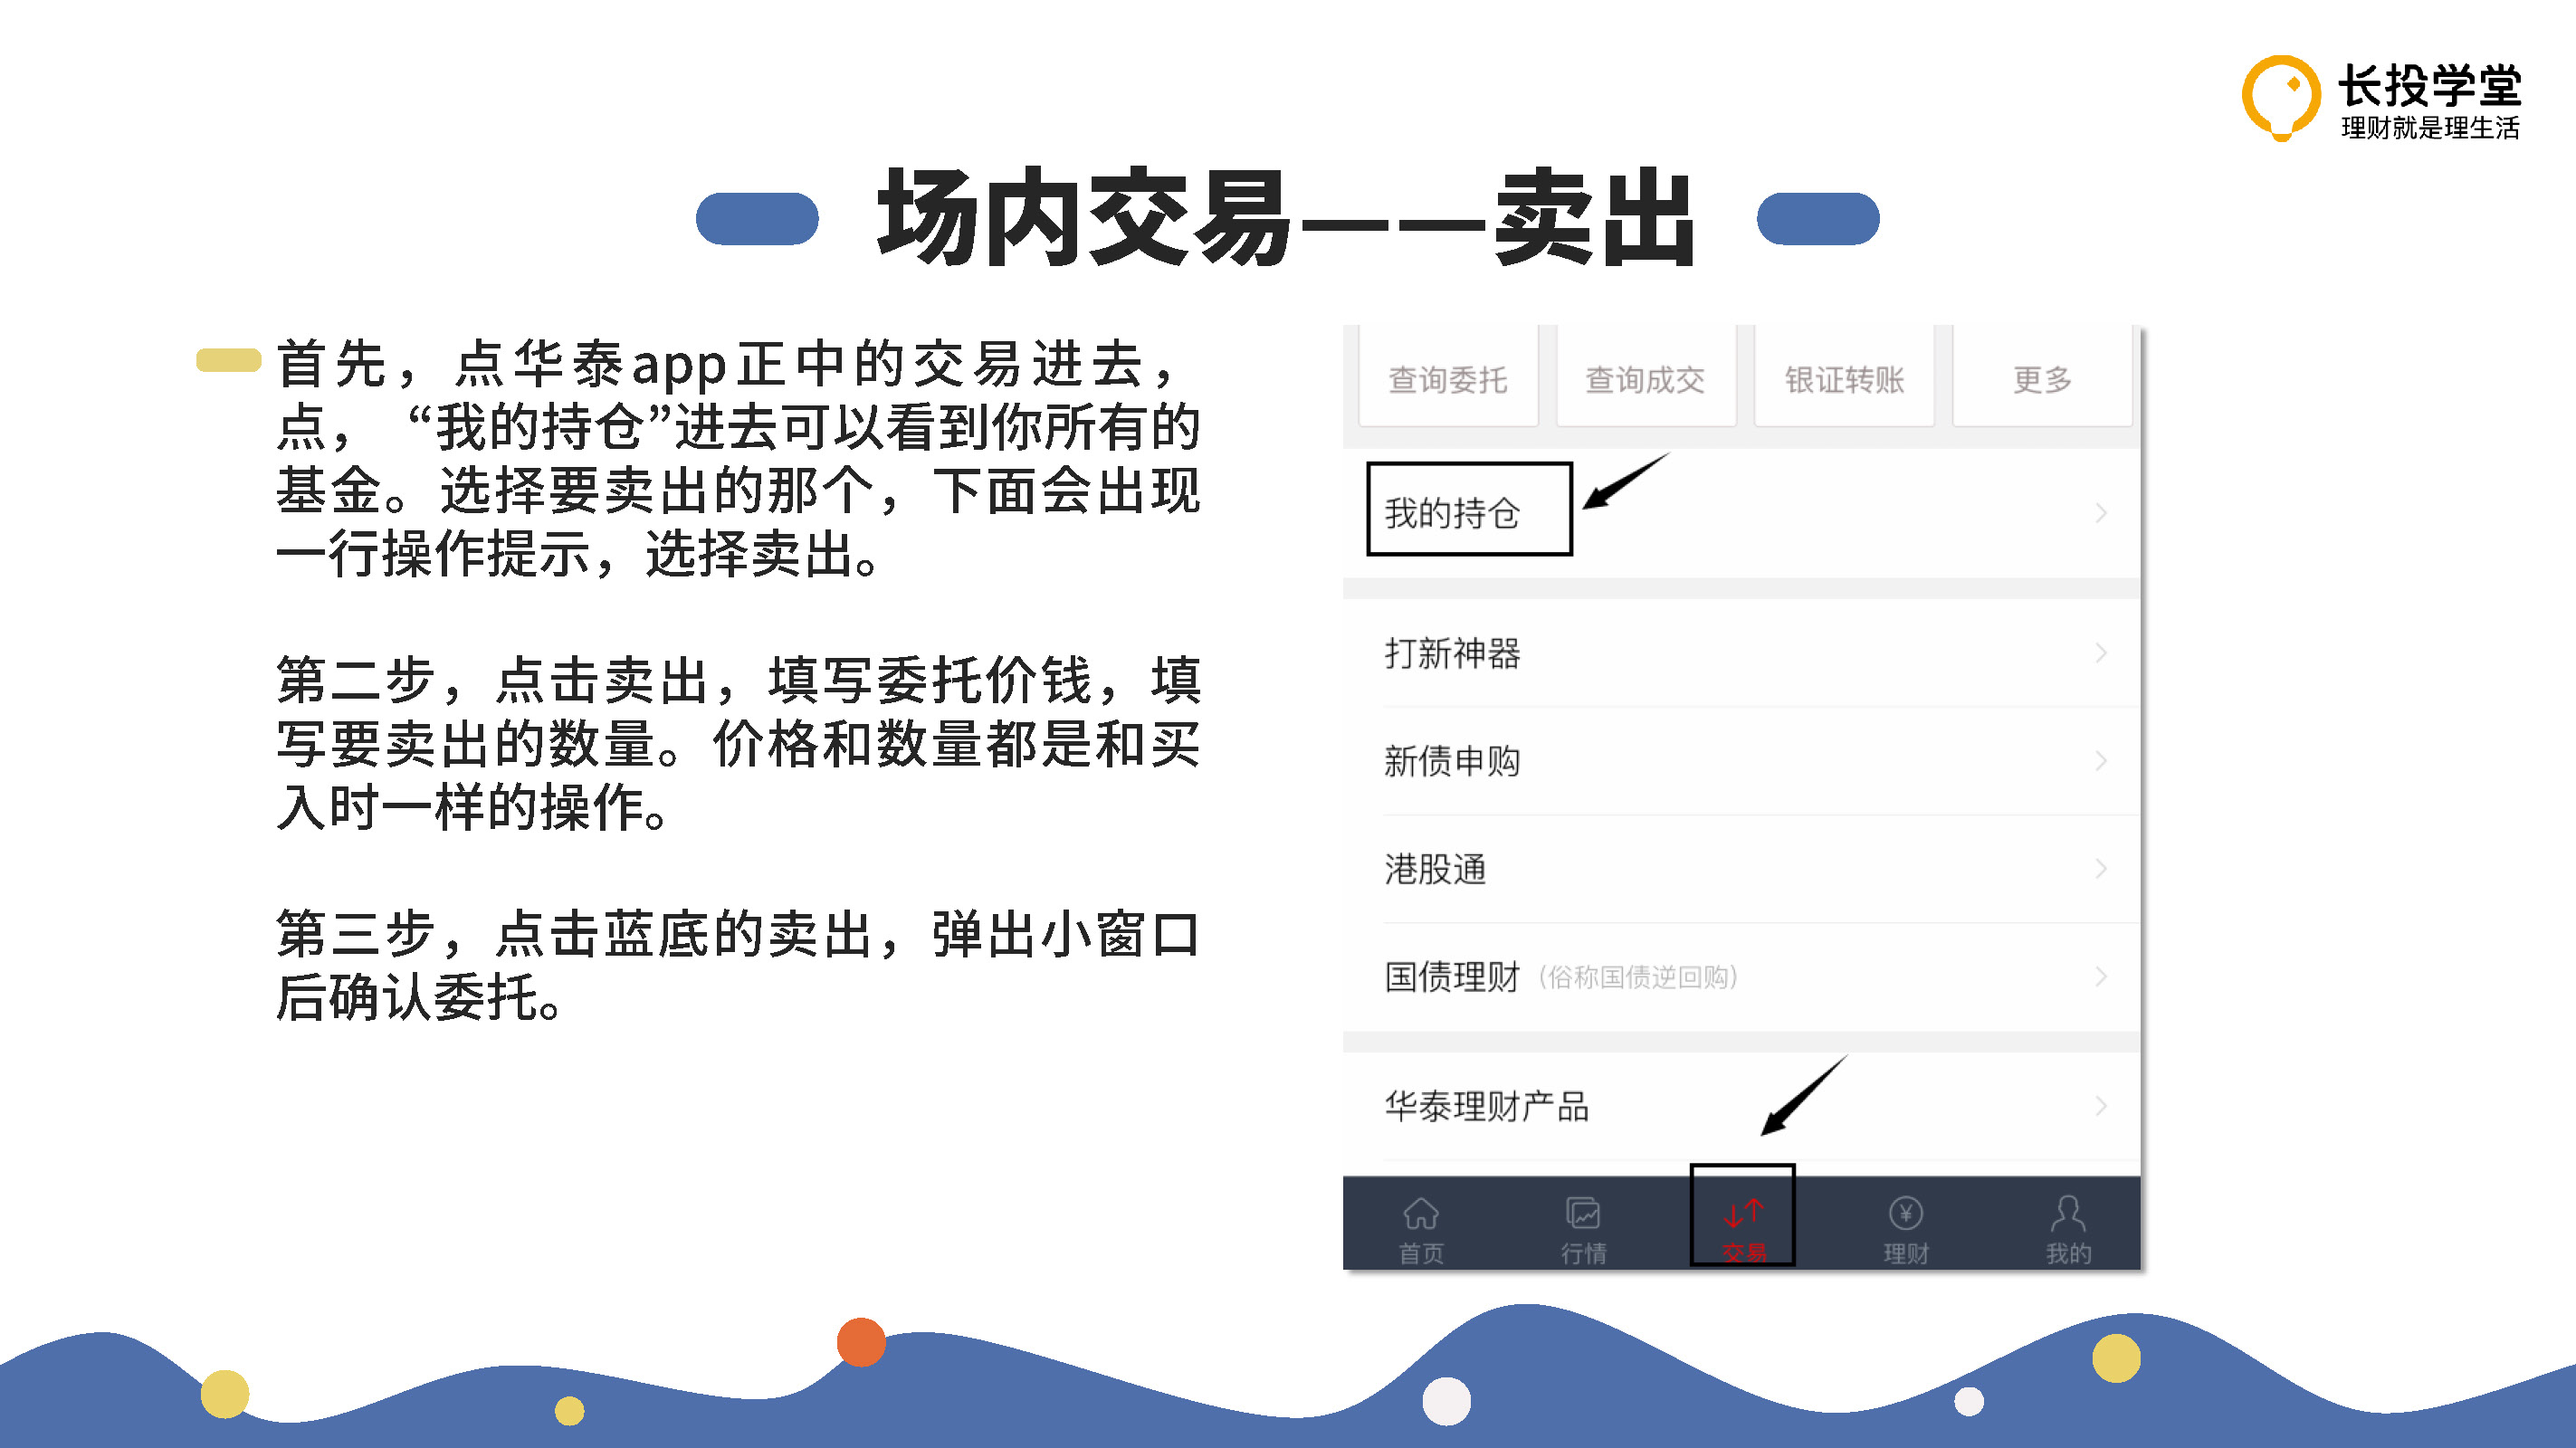 长投学堂
理财就是理生活
场内交易——卖出
首先，点华泰app正中的交易进去，
点，“我的持仓”进去可以看到你所有的
基金。选择要卖出的那个，下面会出现
一行操作提示，选择卖出。
第二步，点击卖出，填写委托价钱，填
写要卖出的数量。价格和数量都是和买
入时一样的操作。
第三步，点击蓝底的卖出，弹出小窗口
后确认委托。
查询委托 查询成交 银证转账 更多
我的持仓
打新神器
新债申购
港股通
国债理财 (俗称国债逆回购)
华泰理财产品
首页 行情 交易 理财 我的